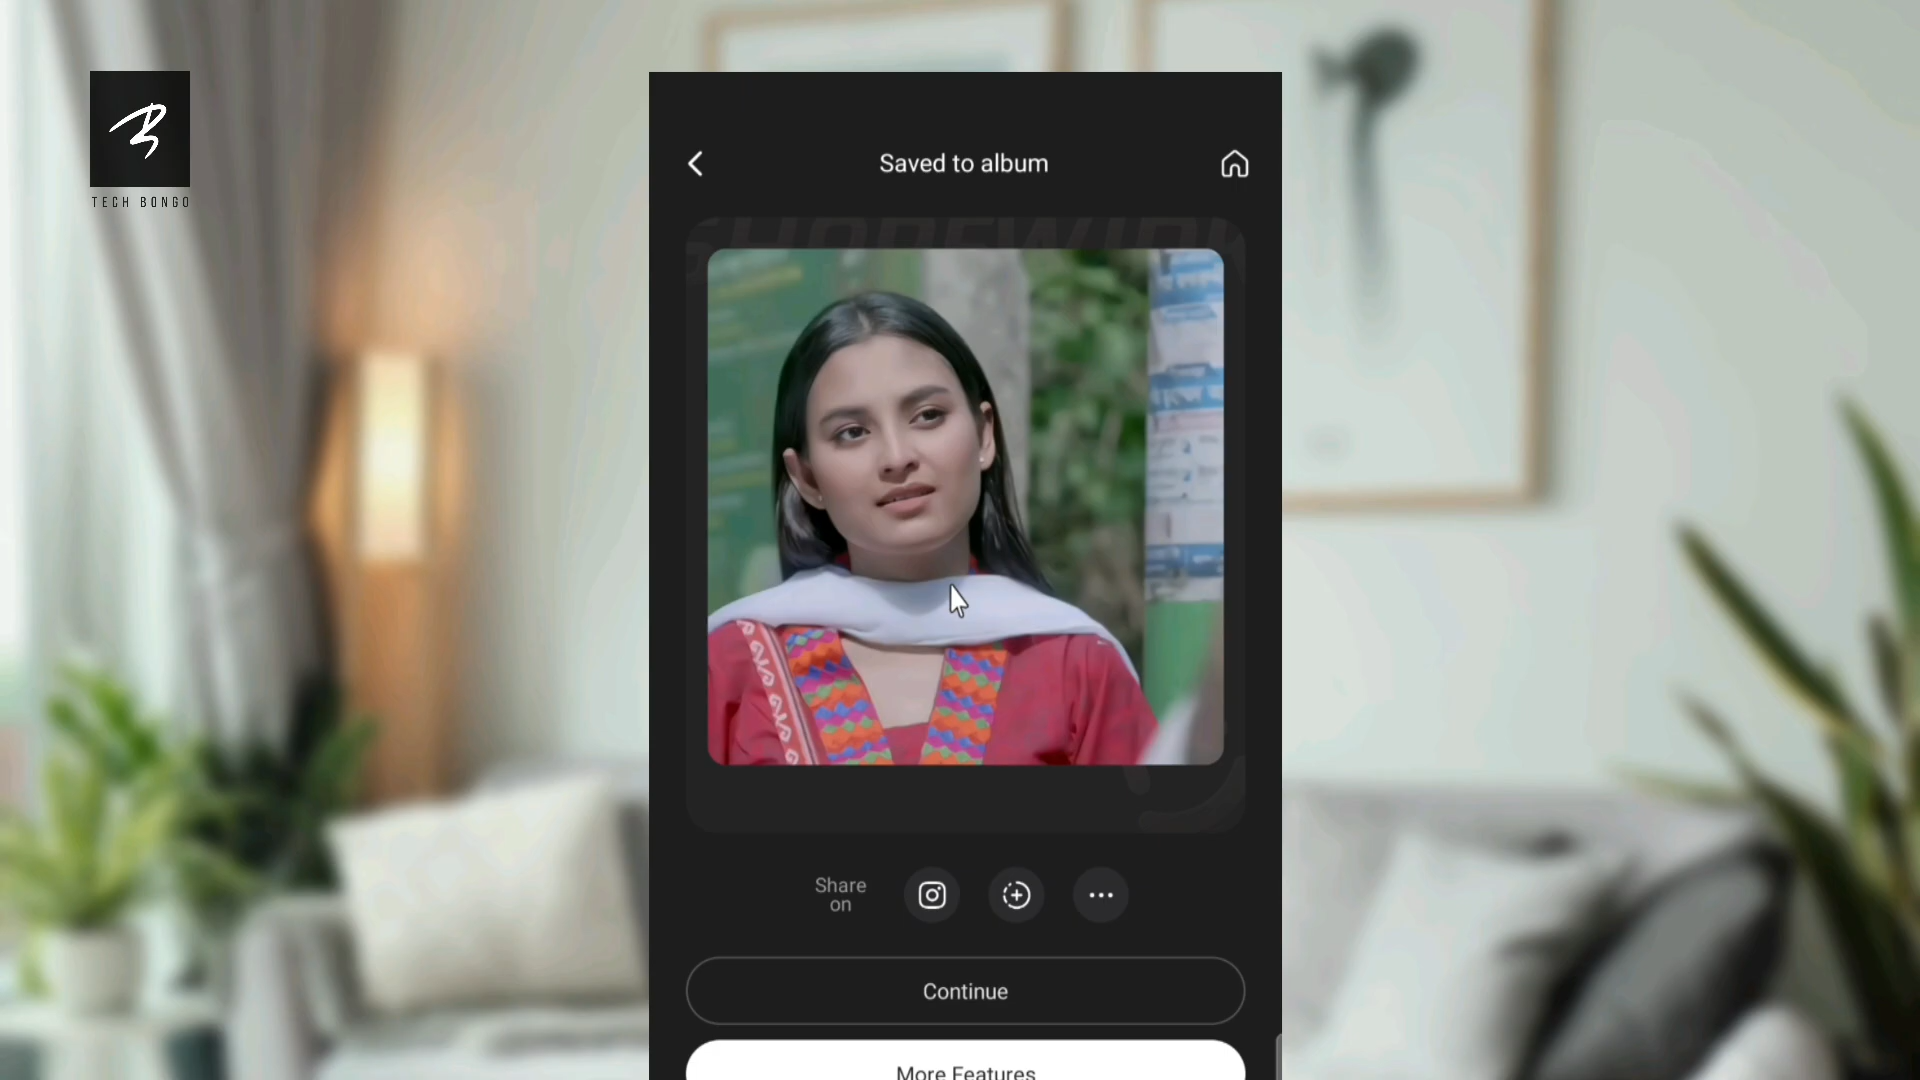 TECH BONGO
Saved to album
Share
on
Continue
More Features